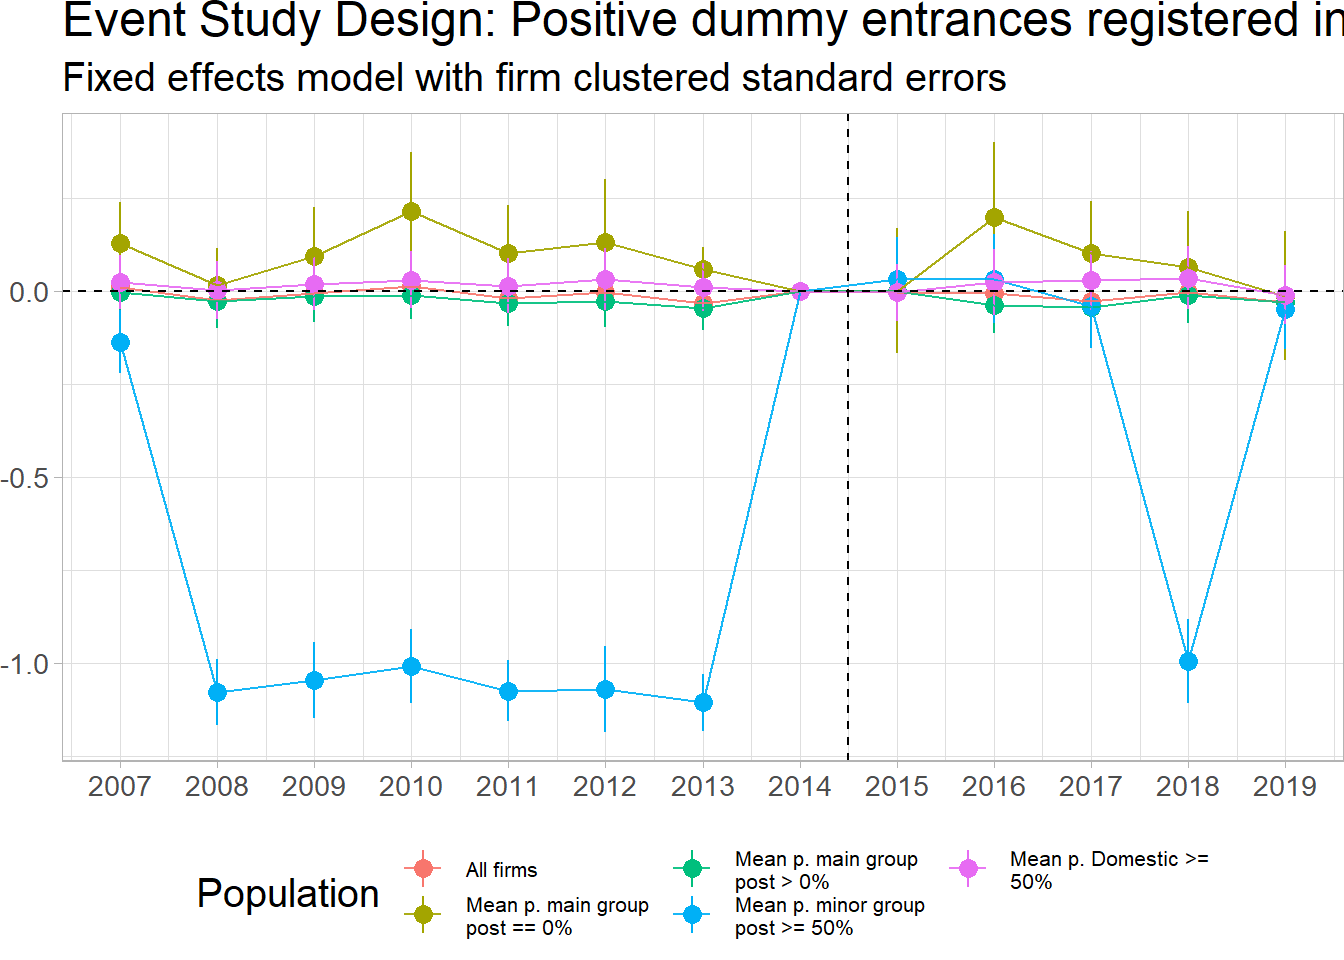 Event Study Design: Positive dummy entrances registered in
Fixed effects model with firm clustered standard errors
0.0
-0.5
-1.0
2007 2008 2009 2010 2011 2012 2013 2014 2015 2016 2017 2018 2019
Population
All firms
Mean p. main group
post == 0%
Mean p. main group
post > 0%
Mean p. minor group
post >= 50%
Mean p. Domestic >=
50%